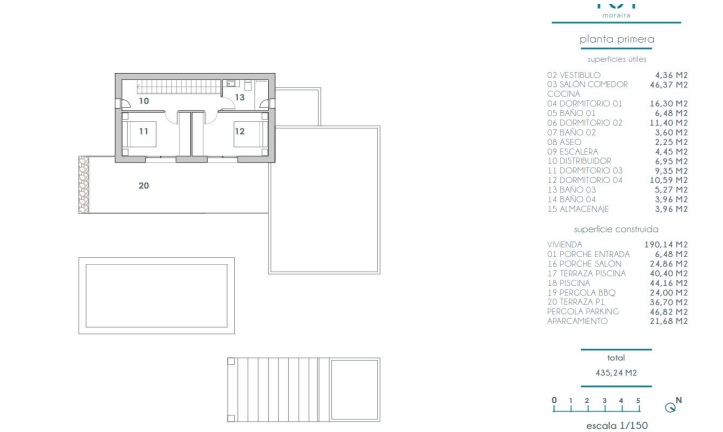 moraira
planta primera
superficies útiles
02 VESTIBULO 4,36 M2
03 SALÓN COMEDOR COCINA 46,37 M2
04 DORMITORIO 01 16,30 M2
05 BAÑO 01 6,48 M2
06 DORMITORIO 02 11,40 M2
07 BAÑO 02 3,60 M2
08 ASEO 2,25 M2
09 ESCALERA 4,45 M2
10 DISTRIBUIDOR 6,95 M2
11 DORMITORIO 03 9,35 M2
12 DORMITORIO 04 10,59 M2
13 BAÑO 03 5,27 M2
14 BAÑO 04 3,96 M2
15 ALMACENAJE 3,96 M2
superficie construida
VIVIENDA 190,14 M2
01 PORCHE ENTRADA 6,48 M2
16 PORCHE SALÓN 24,86 M2
17 TERRAZA PISCINA 40,40 M2
18 PISCINA 44,16 M2
19 PERGOLA BBQ 24,00 M2
20 TERRAZA P1 36,70 M2
PERGOLA PARKING 46,82 M2
APARCAMIENTO 21,68 M2
total
435,24 M2
0 1 2 3 4 5 N
escala 1/150
10
13
11
12
20